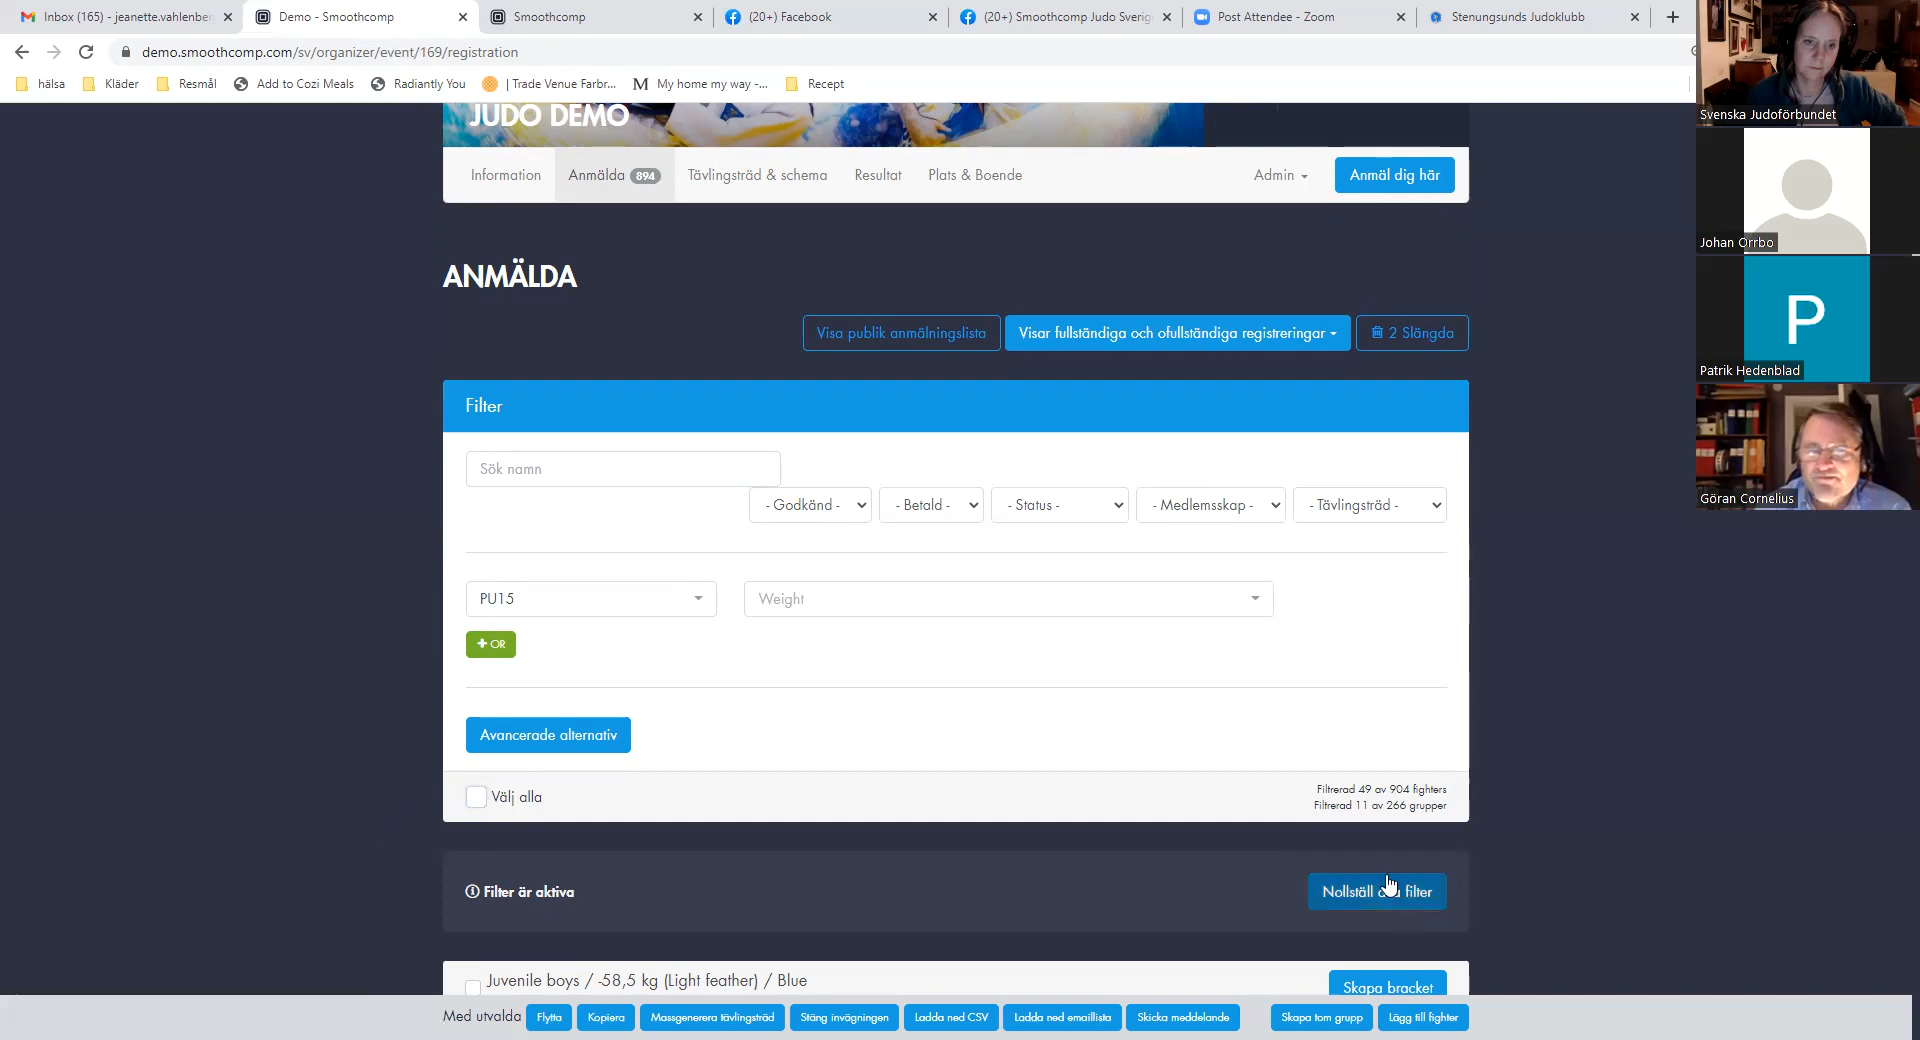 Inbox (165) - jeanette.vahlenber
Demo - Smoothcomp
Smoothcomp
(20+) Facebook
(20+) Smoothcomp Judo Sverig
Post Attendee - Zoom
Stenungsunds Judoklubb
demo.smoothcomp.com/sv/organizer/event/169/registration
hälsa
Kläder
Resmål
Add to Cozi Meals
Radiantly You
| Trade Venue Farbr...
M My home my way -...
Recept
JUDO DEMO
Information
Anmälda 894
Tävlingsträd & schema
Resultat
Plats & Boende
Admin
Anmäl dig här
ANMÄLDA
Visa publik anmälningslista
Visar fullständiga och ofullständiga registreringar
2 Slängda
Filter
Sök namn
- Godkänd -
- Betald -
- Status -
- Medlemsskap -
- Tävlingsträd -
PU15
Weight
+ OR
Avancerade alternativ
Välj alla
Filtrerad 49 av 904 fighters
Filtrerad 11 av 266 grupper
Filter är aktiva
Nollställ filter
Juvenile boys / -58,5 kg (Light feather) / Blue
Skapa bracket
Med utvalda
Flytta
Kopiera
Massgenerera tävlingsträd
Stäng invägningen
Ladda ned CSV
Ladda ned emaillista
Skicka meddelande
Skapa tom grupp
Lägg till fighter
Svenska Judoförbundet
Johan Orrbo
P
Patrik Hedenblad
Göran Cornelius